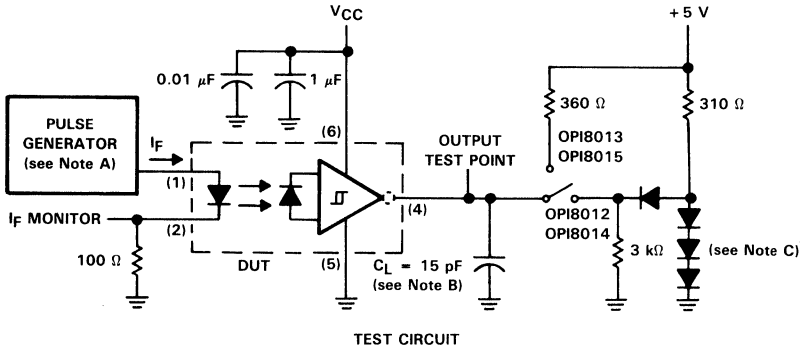 VCC
+5 V
0.01 µF
1 µF
360 Ω
310 Ω
PULSE
GENERATOR
(see Note A)
IF
(6)
OUTPUT
TEST POINT
OPI8013
OPI8015
(1)
(4)
IF MONITOR
(2)
OPI8012
OPI8014
100 Ω
DUT
(5)
CL = 15 pF
(see Note B)
3 kΩ
(see Note C)
TEST CIRCUIT